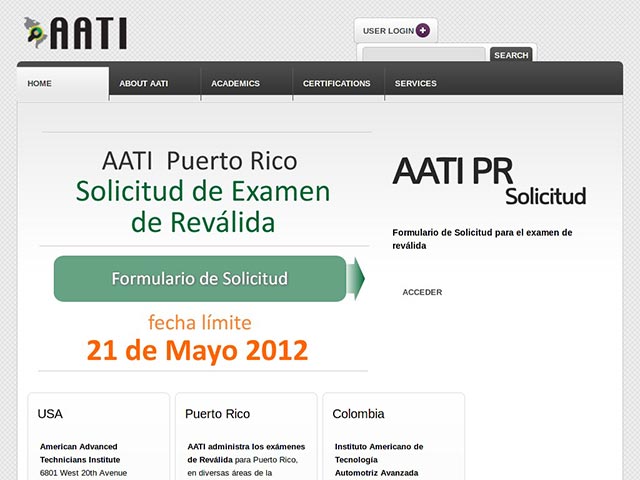 AATI
USER LOGIN
SEARCH
HOME
ABOUT AATI
ACADEMICS
CERTIFICATIONS
SERVICES
AATI Puerto Rico
Solicitud de Examen
de Reválida
Formulario de Solicitud
fecha límite
21 de Mayo 2012
AATI PR
Solicitud
Formulario de Solicitud para el examen de
reválida
ACCEDER
USA
American Advanced
Technicians Institute
6801 West 20th Avenue
Puerto Rico
AATI administra los exámenes
de Reválida para Puerto Rico,
en diversas áreas de la
Colombia
Instituto Americano de
Tecnología
Automotriz Avanzada